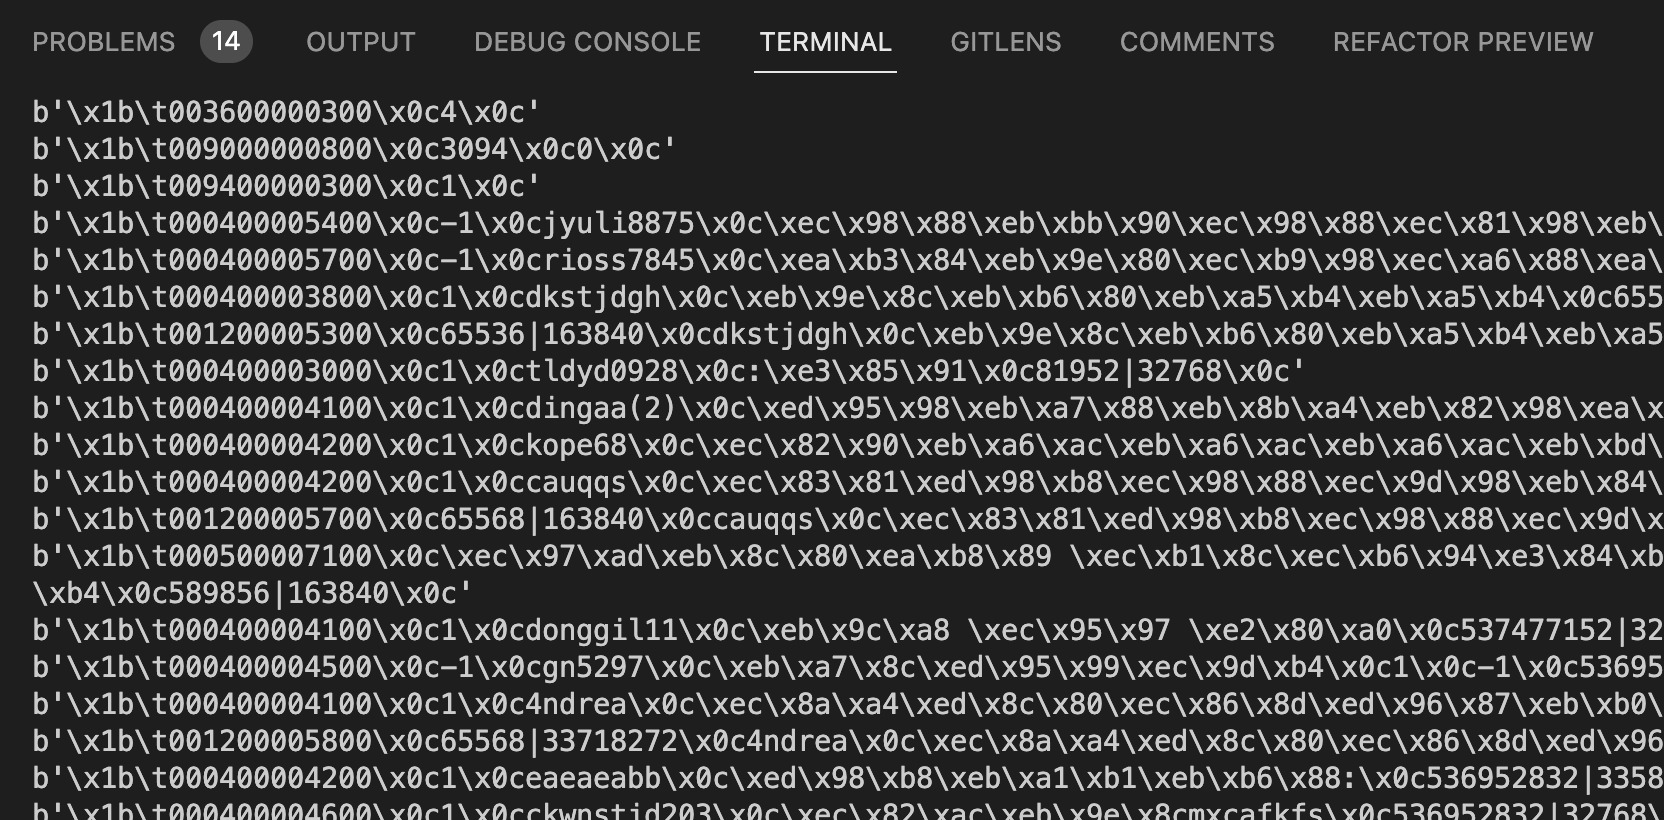 PROBLEMS 14 OUTPUT DEBUG CONSOLE TERMINAL GITLENS COMMENTS REFACTOR PREVIEW
b'\x1b\t003600000300\x0c4\x0c'
b'\x1b\t009000000800\x0c3094\x0c0\x0c'
b'\x1b\t009400000300\x0c1\x0c'
b'\x1b\t000400005400\x0c-1\x0cjyuli8875\x0c\xec\x98\x88\xeb\xbb\x90\xec\x98\x88\xec\x81\x98\xeb\
b'\x1b\t000400005700\x0c-1\x0crioss7845\x0c\xea\xb3\x84\xeb\x9e\x80\xec\xb9\x98\xec\xa6\x88\xea\
b'\x1b\t000400003800\x0c1\x0cdkstjdgh\x0c\xeb\x9e\x8c\xeb\xb6\x80\xeb\xa5\xb4\xeb\xa5\xb4\x0c655
b'\x1b\t001200005300\x0c65536|163840\x0cdkstjdgh\x0c\xeb\x9e\x8c\xeb\xb6\x80\xeb\xa5\xb4\xeb\xa5
b'\x1b\t000400003000\x0c1\x0ctldyd0928\x0c:\xe3\x85\x91\x0c81952|32768\x0c'
b'\x1b\t000400004100\x0c1\x0cdingaa(2)\x0c\xed\x95\x98\xeb\xa7\x88\xeb\x8b\xa4\xeb\x82\x98\xea\x
b'\x1b\t000400004200\x0c1\x0ckope68\x0c\xec\x82\x90\xeb\xa6\xac\xeb\xa6\xac\xeb\xa6\xac\xeb\xbd\
b'\x1b\t000400004200\x0c1\x0ccauqqs\x0c\xec\x83\x81\xed\x98\xb8\xec\x98\x88\xec\x9d\x98\xeb\x84\
b'\x1b\t001200005700\x0c65568|163840\x0ccauqqs\x0c\xec\x83\x81\xed\x98\xb8\xec\x98\x88\xec\x9d\x
b'\x1b\t000500007100\x0c\xec\x97\xad\xeb\x8c\x80\xea\xb8\x89 \xec\xb1\x8c\xec\xb6\x94\xe3\x84\xb
\xb4\x0c589856|163840\x0c'
b'\x1b\t000400004100\x0c1\x0cdonggil11\x0c\xeb\x9c\xa8 \xec\x95\x97 \xe2\x80\xa0\x0c537477152|32
b'\x1b\t000400004500\x0c-1\x0cgn5297\x0c\xeb\xa7\x8c\xed\x95\x99\xec\x9d\xb4\x0c1\x0c-1\x0c53695
b'\x1b\t000400004100\x0c1\x0c4ndrea\x0c\xec\x8a\xa4\xed\x8c\x80\xec\x86\x8d\xed\x96\x87\xeb\xb0\
b'\x1b\t001200005800\x0c65568|33718272\x0c4ndrea\x0c\xec\x8a\xa4\xed\x8c\x80\xec\x86\x8d\xed\x96
b'\x1b\t000400004200\x0c1\x0ceaeaeabb\x0c\xed\x98\xb8\xeb\xa1\xb1\xeb\xb6\x88:\x0c536952832|3358
b'\x1b\t000400004600\x0c1\x0cckwnstjd203\x0c\xec\x82\xac\xeb\x9e\x8cmxcafkfs\x0c536952832|32768\